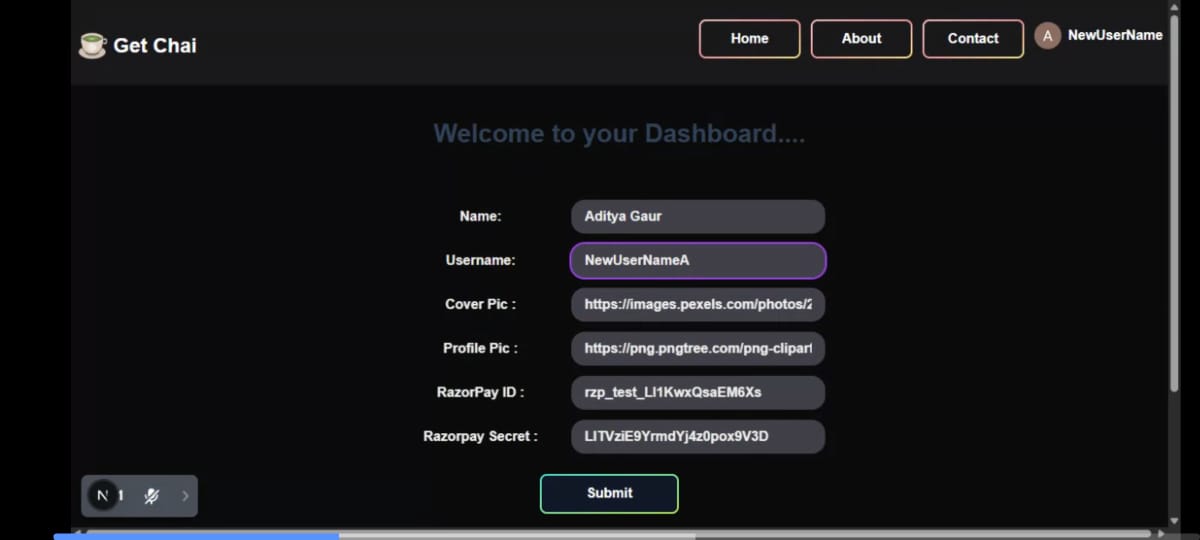 Get Chai
Home
About
Contact
A
NewUserName
Welcome to your Dashboard....
Name:
Aditya Gaur
Username:
NewUserNameA
Cover Pic :
https://images.pexels.com/photos/2
Profile Pic :
https://png.pngtree.com/png-clipart
RazorPay ID :
rzp_test_LI1KwxQsaEM6Xs
Razorpay Secret :
LITVziE9YrmdYj4z0pox9V3D
N 1
Submit